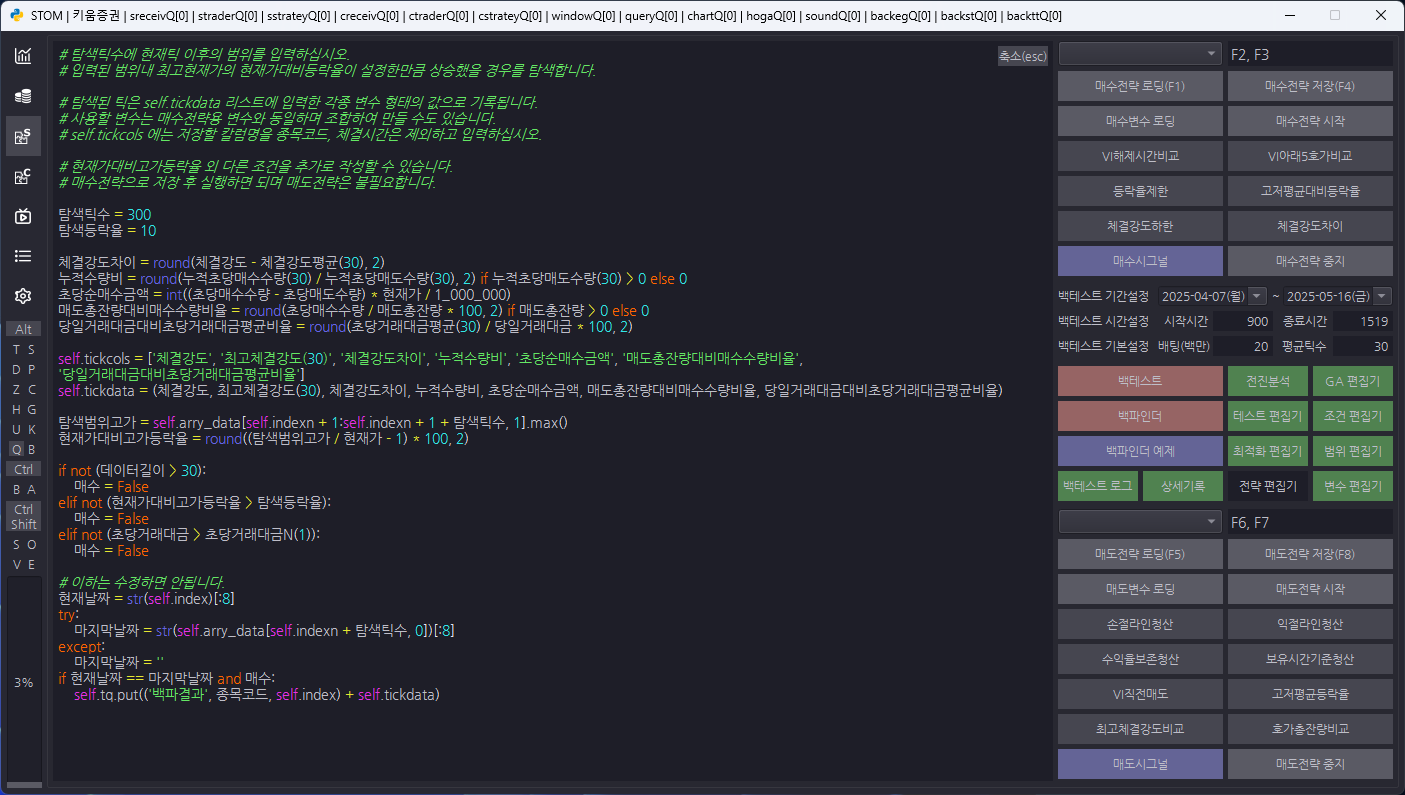 STOM | 키움증권 | sreceivQ[0] | straderQ[0] | sstrateyQ[0] | creceivQ[0] | ctraderQ[0] | cstrateyQ[0] | windowQ[0] | queryQ[0] | chartQ[0] | hogaQ[0] | soundQ[0] | backegQ[0] | backstQ[0] | backttQ[0]
# 탐색틱수에 현재틱 이후의 범위를 입력하십시오.
# 입력된 범위내 최고현재가의 현재가대비등락율이 설정한만큼 상승했을 경우를 탐색합니다.
# 탐색된 틱은 self.tickdata 리스트에 입력한 각종 변수 형태의 값으로 기록됩니다.
# 사용할 변수는 매수전략용 변수와 동일하며 조합하여 만들 수도 있습니다.
# self.tickcols 에는 저장할 칼럼명을 종목코드, 체결시간은 제외하고 입력하십시오.
# 현재가대비고가등락율 외 다른 조건을 추가로 작성할 수 있습니다.
# 매수전략으로 저장 후 실행하면 되며 매도전략은 불필요합니다.
탐색틱수 = 300
탐색등락율 = 10
체결강도차이 = round(체결강도 - 체결강도평균(30), 2)
누적수량비 = round(누적초당매수수량(30) / 누적초당매도수량(30), 2) if 누적초당매도수량(30) > 0 else 0
초당순매수금액 = int((초당매수수량 - 초당매도수량) * 현재가 / 1_000_000)
매도총잔량대비매수수량비율 = round(초당매수수량 / 매도총잔량 * 100, 2) if 매도총잔량 > 0 else 0
당일거래대금대비초당거래대금평균비율 = round(초당거래대금평균(30) / 당일거래대금 * 100, 2)
self.tickcols = ['체결강도', '최고체결강도(30)', '체결강도차이', '누적수량비', '초당순매수금액', '매도총잔량대비매수수량비율',
'당일거래대금대비초당거래대금평균비율']
self.tickdata = (체결강도, 최고체결강도(30), 체결강도차이, 누적수량비, 초당순매수금액, 매도총잔량대비매수수량비율, 당일거래대금대비초당거래대금평균비율)
탐색범위고가 = self.arry_data[self.indexn + 1:self.indexn + 1 + 탐색틱수, 1].max()
현재가대비고가등락율 = round((탐색범위고가 / 현재가 - 1) * 100, 2)
if not (데이터길이 > 30):
    매수 = False
elif not (현재가대비고가등락율 > 탐색등락율):
    매수 = False
elif not (초당거래대금 > 초당거래대금N(1)):
    매수 = False
# 이하는 수정하면 안됩니다.
현재날짜 = str(self.index)[:8]
try:
    마지막날짜 = str(self.arry_data[self.indexn + 탐색틱수, 0])[:8]
except:
    마지막날짜 = ''
if 현재날짜 == 마지막날짜 and 매수:
    self.tq.put(('백파결과', 종목코드, self.index) + self.tickdata)
축소(esc)
Alt
T S
D P
Z C
H G
U K
Q B
Ctrl
B A
Ctrl
Shift
S O
V E
3%
F2, F3
매수전략 로딩(F1) 매수전략 저장(F4)
매수변수 로딩 매수전략 시작
VI해제시간비교 VI아래5호가비교
등락율제한 고저평균대비등락율
체결강도하한 체결강도차이
매수시그널 매수전략 중지
백테스트 기간설정 2025-04-07(월) ~ 2025-05-16(금)
백테스트 시간설정 시작시간 900 종료시간 1519
백테스트 기본설정 배팅(백만) 20 평균틱수 30
백테스트 전진분석 GA 편집기
백파인더 테스트 편집기 조건 편집기
백파인더 예제 최적화 편집기 범위 편집기
백테스트 로그 상세기록 전략 편집기 변수 편집기
F6, F7
매도전략 로딩(F5) 매도전략 저장(F8)
매도변수 로딩 매도전략 시작
손절라인청산 익절라인청산
수익율보존청산 보유시간기준청산
VI직전매도 고저평균등락율
최고체결강도비교 호가총잔량비교
매도시그널 매도전략 중지